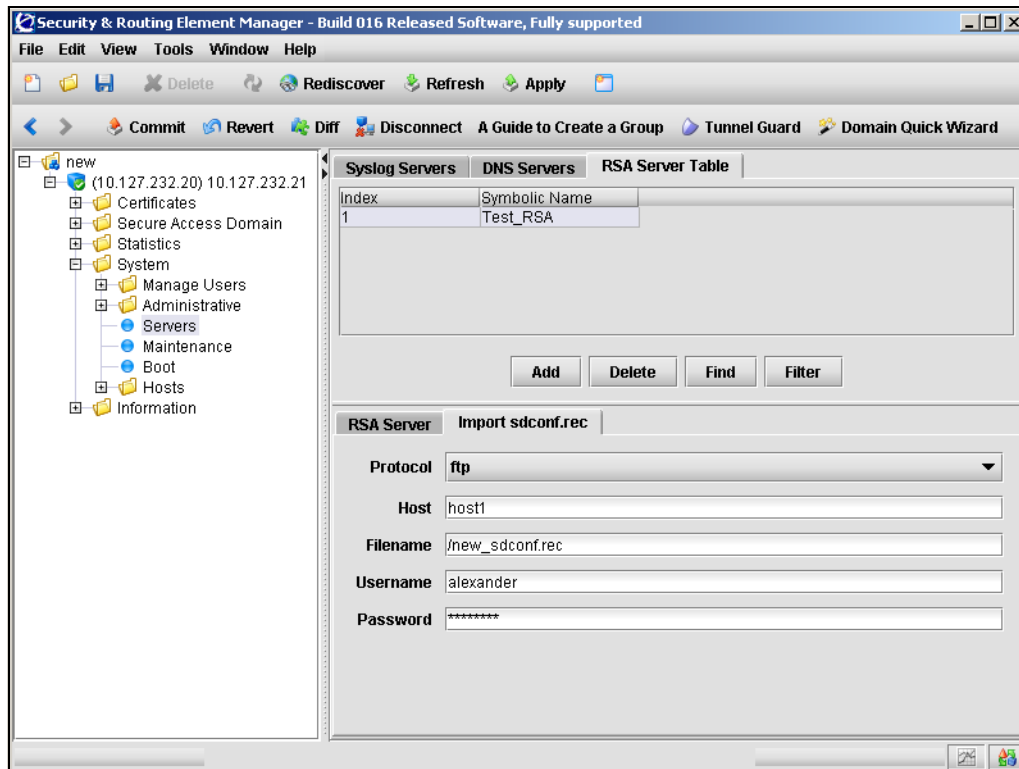 Security & Routing Element Manager - Build 016 Released Software, Fully supported
File Edit View Tools Window Help
Delete Rediscover Refresh Apply
Commit Revert Diff Disconnect A Guide to Create a Group Tunnel Guard Domain Quick Wizard
new
(10.127.232.20) 10.127.232.21
Certificates
Secure Access Domain
Statistics
System
Manage Users
Administrative
Servers
Maintenance
Boot
Hosts
Information
Syslog Servers DNS Servers RSA Server Table
Index Symbolic Name
1 Test_RSA
Add Delete Find Filter
RSA Server Import sdconf.rec
Protocol ftp
Host host1
Filename /new_sdconf.rec
Username alexander
Password ********